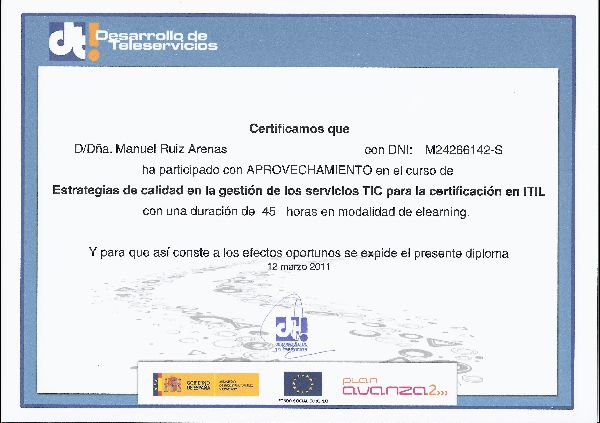 dt!
Desarrollo de
Teleservicios
Certificamos que
D/Dña. Manuel Ruiz Arenas con DNI: M24266142-S
ha participado con APROVECHAMIENTO en el curso de
Estrategias de calidad en la gestión de los servicios TIC para la certificación en ITIL
con una duración de 45 horas en modalidad de elearning.
Y para que así conste a los efectos oportunos se expide el presente diploma
12 marzo 2011
dt!
GOBIERNO
DE ESPAÑA
PLAN
avanza2